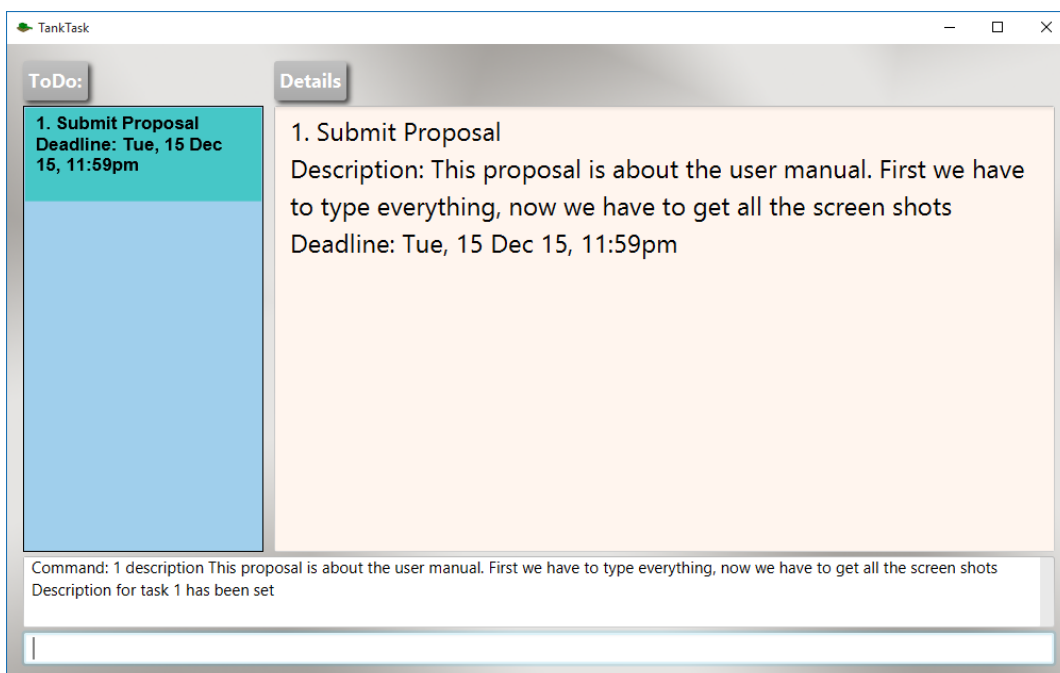 TankTask
ToDo:
Details
1. Submit Proposal
Deadline: Tue, 15 Dec
15, 11:59pm
1. Submit Proposal
Description: This proposal is about the user manual. First we have
to type everything, now we have to get all the screen shots
Deadline: Tue, 15 Dec 15, 11:59pm
Command: 1 description This proposal is about the user manual. First we have to type everything, now we have to get all the screen shots
Description for task 1 has been set